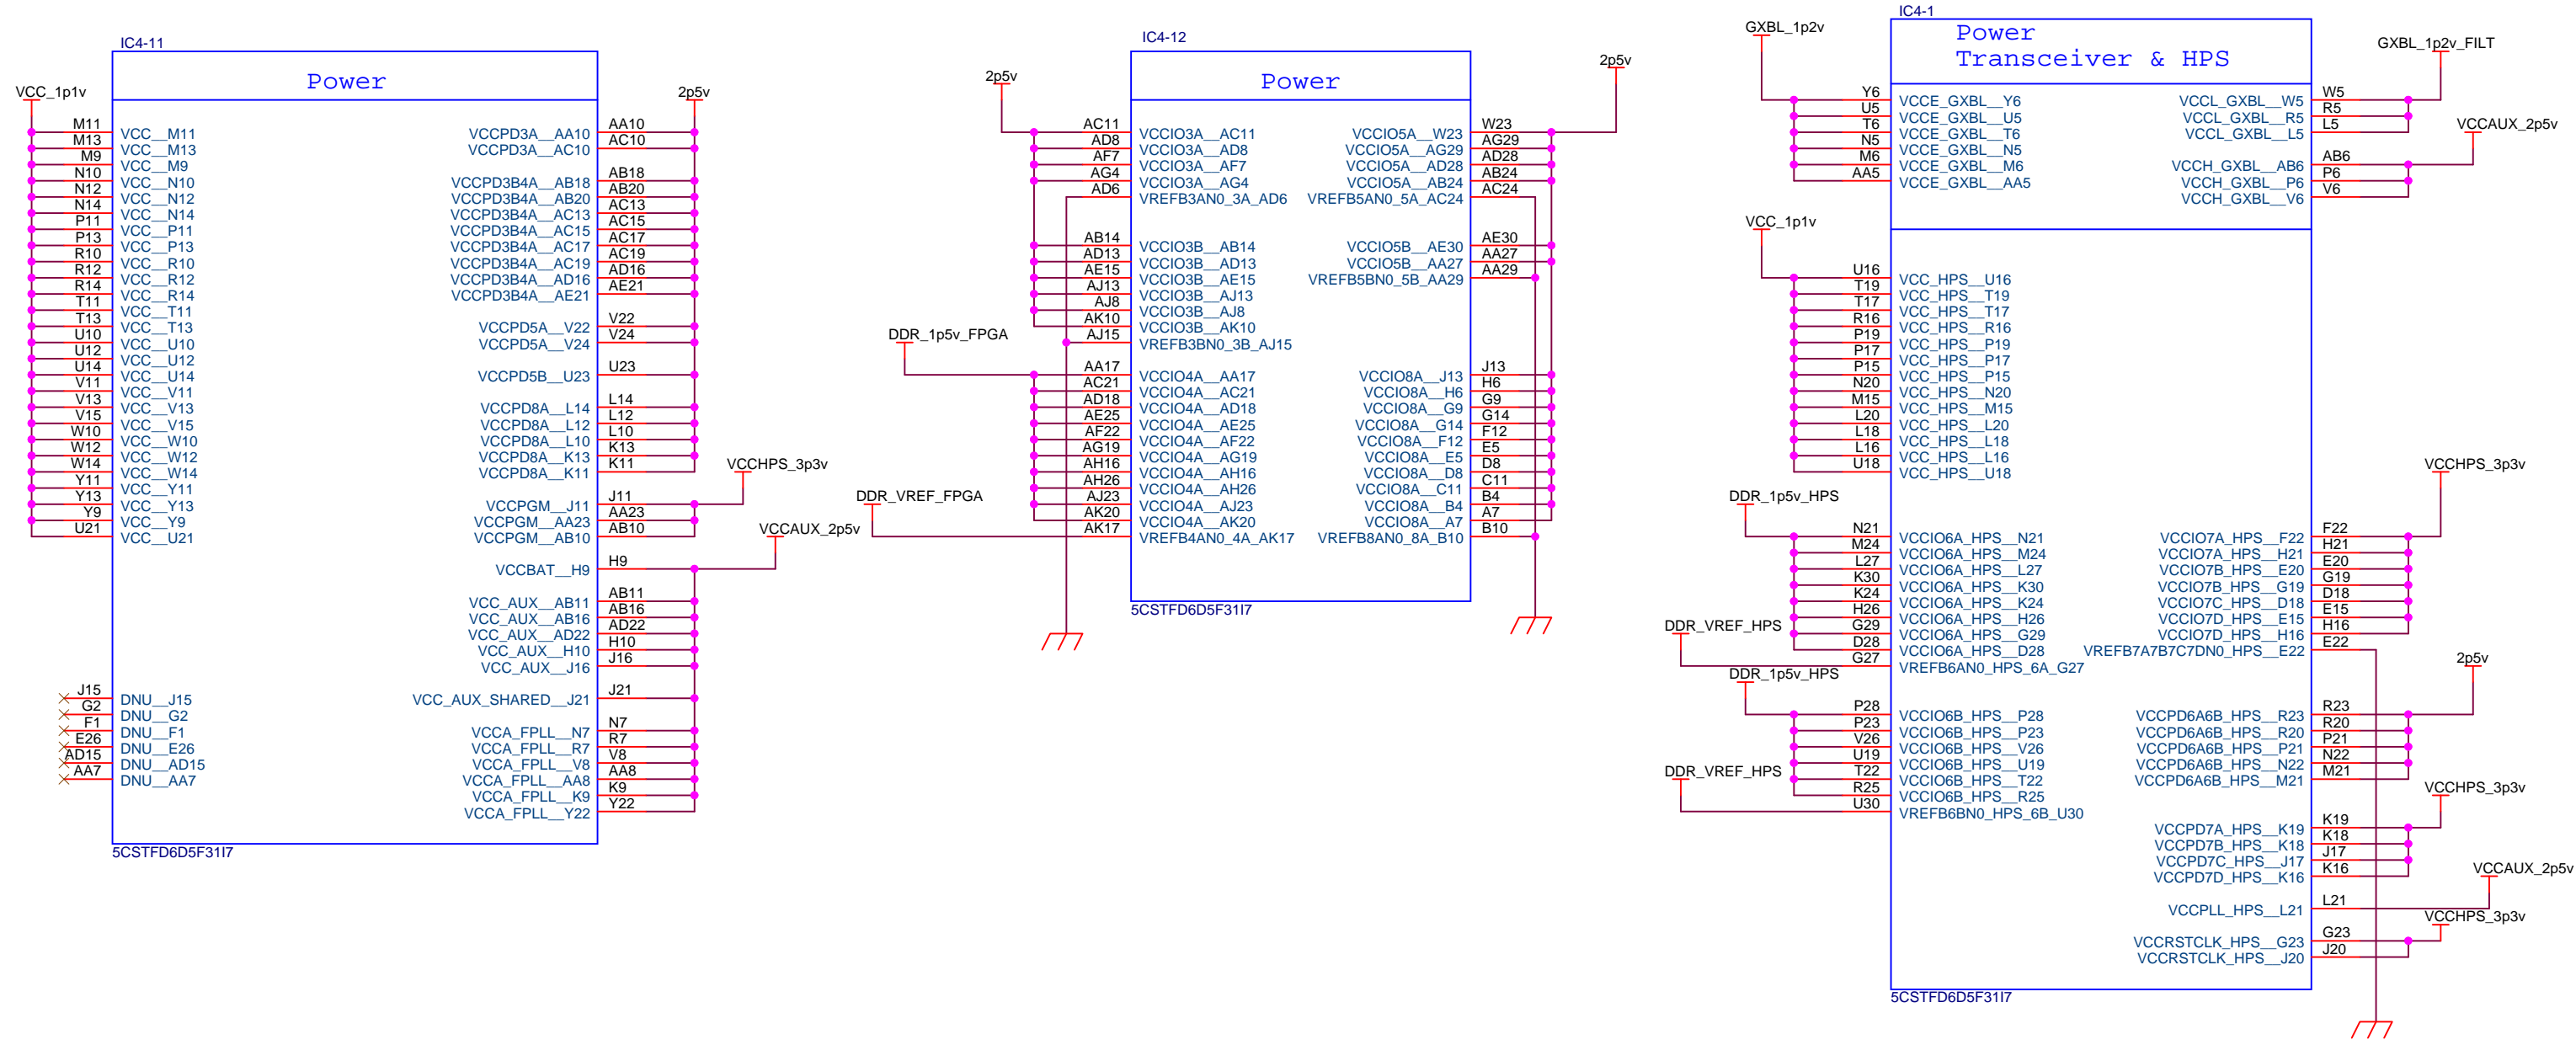 IC4-11
Power
VCC_1p1v
2p5v
M11 VCC__M11
M13 VCC__M13
M9 VCC__M9
N10 VCC__N10
N12 VCC__N12
N14 VCC__N14
P11 VCC__P11
P13 VCC__P13
R10 VCC__R10
R12 VCC__R12
R14 VCC__R14
T11 VCC__T11
T13 VCC__T13
U10 VCC__U10
U12 VCC__U12
U14 VCC__U14
V11 VCC__V11
V13 VCC__V13
V15 VCC__V15
W10 VCC__W10
W12 VCC__W12
W14 VCC__W14
Y11 VCC__Y11
Y13 VCC__Y13
Y9 VCC__Y9
U21 VCC__U21
J15 DNU__J15
G2 DNU__G2
F1 DNU__F1
E26 DNU__E26
AD15 DNU__AD15
AA7 DNU__AA7
VCCPD3A__AA10 AA10
VCCPD3A__AC10 AC10
VCCPD3B4A__AB18 AB18
VCCPD3B4A__AB20 AB20
VCCPD3B4A__AC13 AC13
VCCPD3B4A__AC15 AC15
VCCPD3B4A__AC17 AC17
VCCPD3B4A__AC19 AC19
VCCPD3B4A__AD16 AD16
VCCPD3B4A__AE21 AE21
VCCPD5A__V22 V22
VCCPD5A__V24 V24
VCCPD5B__U23 U23
VCCPD8A__L14 L14
VCCPD8A__L12 L12
VCCPD8A__L10 L10
VCCPD8A__K13 K13
VCCPD8A__K11 K11
VCCHPS_3p3v
VCCPGM__J11 J11
VCCPGM__AA23 AA23
VCCPGM__AB10 AB10
VCCAUX_2p5v
VCCBAT__H9 H9
VCC_AUX__AB11 AB11
VCC_AUX__AB16 AB16
VCC_AUX__AD22 AD22
VCC_AUX__H10 H10
VCC_AUX__J16 J16
VCC_AUX_SHARED__J21 J21
VCCA_FPLL__N7 N7
VCCA_FPLL__R7 R7
VCCA_FPLL__V8 V8
VCCA_FPLL__AA8 AA8
VCCA_FPLL__K9 K9
VCCA_FPLL__Y22 Y22
5CSTFD6D5F31I7
IC4-12
Power
2p5v
2p5v
AC11 VCCIO3A__AC11
AD8 VCCIO3A__AD8
AF7 VCCIO3A__AF7
AG4 VCCIO3A__AG4
AD6 VREFB3AN0_3A_AD6
AB14 VCCIO3B__AB14
AD13 VCCIO3B__AD13
AE15 VCCIO3B__AE15
AJ13 VCCIO3B__AJ13
AJ8 VCCIO3B__AJ8
AK10 VCCIO3B__AK10
AJ15 VREFB3BN0_3B_AJ15
DDR_1p5v_FPGA
AA17 VCCIO4A__AA17
AC21 VCCIO4A__AC21
AD18 VCCIO4A__AD18
AE25 VCCIO4A__AE25
AF22 VCCIO4A__AF22
AG19 VCCIO4A__AG19
AH16 VCCIO4A__AH16
AH26 VCCIO4A__AH26
AJ23 VCCIO4A__AJ23
AK20 VCCIO4A__AK20
DDR_VREF_FPGA
AK17 VREFB4AN0_4A_AK17
VCCIO5A__W23 W23
VCCIO5A__AG29 AG29
VCCIO5A__AD28 AD28
VCCIO5A__AB24 AB24
VREFB5AN0_5A_AC24 AC24
VCCIO5B__AE30 AE30
VCCIO5B__AA27 AA27
VREFB5BN0_5B_AA29 AA29
VCCIO8A__J13 J13
VCCIO8A__H6 H6
VCCIO8A__G9 G9
VCCIO8A__G14 G14
VCCIO8A__F12 F12
VCCIO8A__E5 E5
VCCIO8A__D8 D8
VCCIO8A__C11 C11
VCCIO8A__B4 B4
VCCIO8A__A7 A7
VREFB8AN0_8A_B10 B10
5CSTFD6D5F31I7
IC4-1
Power
Transceiver & HPS
GXBL_1p2v
Y6 VCCE_GXBL__Y6
U5 VCCE_GXBL__U5
T6 VCCE_GXBL__T6
N5 VCCE_GXBL__N5
M6 VCCE_GXBL__M6
AA5 VCCE_GXBL__AA5
VCC_1p1v
U16 VCC_HPS__U16
T19 VCC_HPS__T19
T17 VCC_HPS__T17
R16 VCC_HPS__R16
P19 VCC_HPS__P19
P17 VCC_HPS__P17
P15 VCC_HPS__P15
N20 VCC_HPS__N20
M15 VCC_HPS__M15
L20 VCC_HPS__L20
L18 VCC_HPS__L18
L16 VCC_HPS__L16
U18 VCC_HPS__U18
DDR_1p5v_HPS
N21 VCCIO6A_HPS__N21
M24 VCCIO6A_HPS__M24
L27 VCCIO6A_HPS__L27
K30 VCCIO6A_HPS__K30
K24 VCCIO6A_HPS__K24
H26 VCCIO6A_HPS__H26
G29 VCCIO6A_HPS__G29
D28 VCCIO6A_HPS__D28
DDR_VREF_HPS
G27 VREFB6AN0_HPS_6A_G27
DDR_1p5v_HPS
P28 VCCIO6B_HPS__P28
P23 VCCIO6B_HPS__P23
V26 VCCIO6B_HPS__V26
U19 VCCIO6B_HPS__U19
T22 VCCIO6B_HPS__T22
R25 VCCIO6B_HPS__R25
DDR_VREF_HPS
U30 VREFB6BN0_HPS_6B_U30
GXBL_1p2v_FILT
VCCL_GXBL__W5 W5
VCCL_GXBL__R5 R5
VCCL_GXBL__L5 L5
VCCAUX_2p5v
VCCH_GXBL__AB6 AB6
VCCH_GXBL__P6 P6
VCCH_GXBL__V6 V6
VCCHPS_3p3v
VCCIO7A_HPS__F22 F22
VCCIO7A_HPS__H21 H21
VCCIO7B_HPS__E20 E20
VCCIO7B_HPS__G19 G19
VCCIO7C_HPS__D18 D18
VCCIO7D_HPS__E15 E15
VCCIO7D_HPS__H16 H16
VREFB7A7B7C7DN0_HPS__E22 E22
2p5v
VCCPD6A6B_HPS__R23 R23
VCCPD6A6B_HPS__R20 R20
VCCPD6A6B_HPS__P21 P21
VCCPD6A6B_HPS__N22 N22
VCCPD6A6B_HPS__M21 M21
VCCHPS_3p3v
VCCPD7A_HPS__K19 K19
VCCPD7B_HPS__K18 K18
VCCPD7C_HPS__J17 J17
VCCPD7D_HPS__K16 K16
VCCAUX_2p5v
VCCPLL_HPS__L21 L21
VCCHPS_3p3v
VCCRSTCLK_HPS__G23 G23
VCCRSTCLK_HPS__J20 J20
5CSTFD6D5F31I7